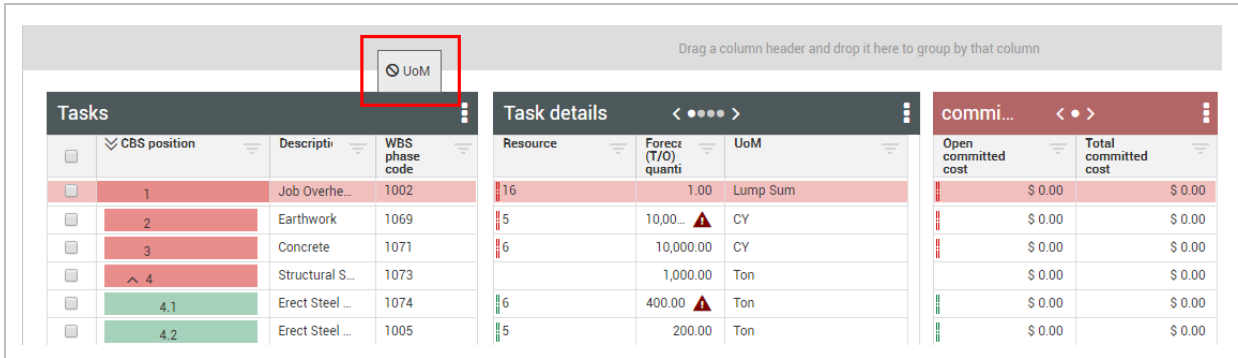 Drag a column header and drop it here to group by that column
UoM
Tasks Task details commi...
CBS position Descriptio WBS phase code Resource Foreca (T/O) quanti UoM Open committed cost Total committed cost
1 Job Overhe... 1002 16 1.00 Lump Sum $ 0.00 $ 0.00
2 Earthwork 1069 5 10,00... CY $ 0.00 $ 0.00
3 Concrete 1071 6 10,000.00 CY $ 0.00 $ 0.00
4 Structural S... 1073 1,000.00 Ton $ 0.00 $ 0.00
4.1 Erect Steel ... 1074 6 400.00 Ton $ 0.00 $ 0.00
4.2 Erect Steel ... 1005 5 200.00 Ton $ 0.00 $ 0.00